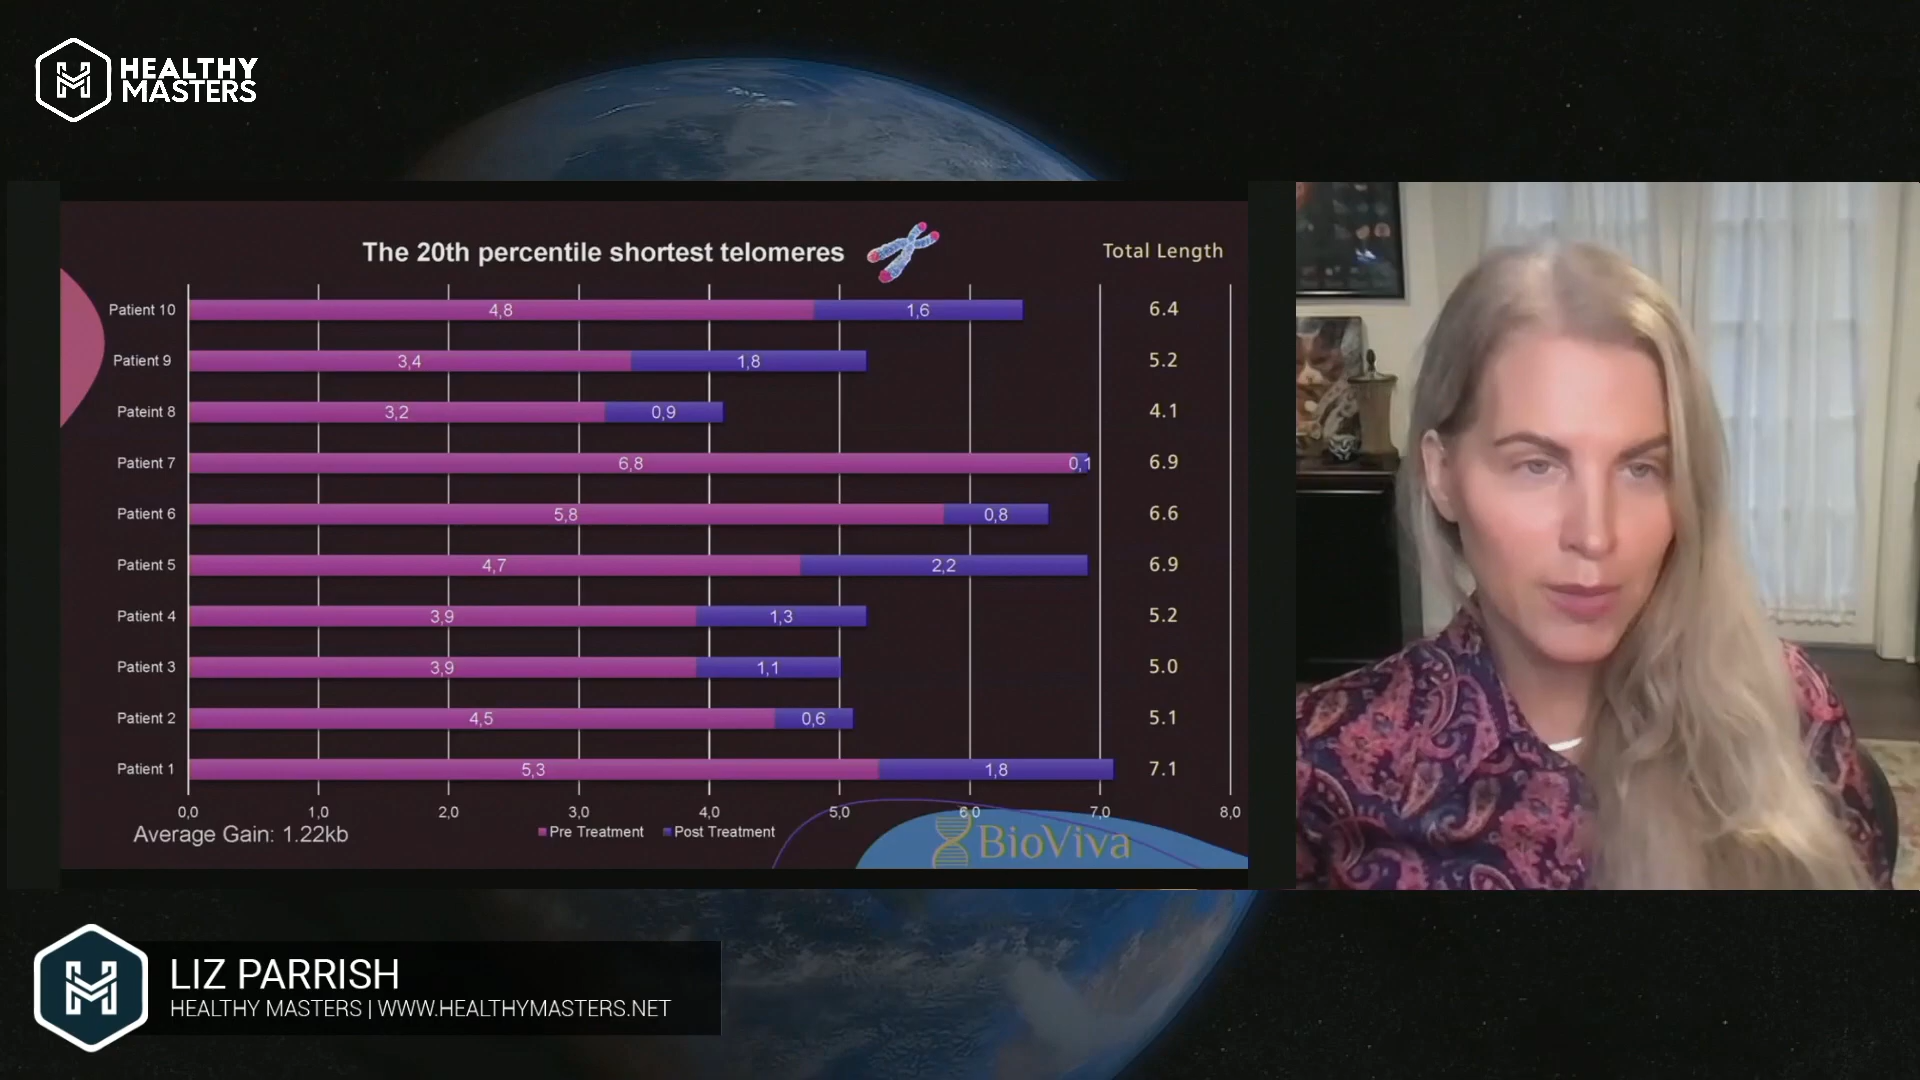 HEALTHY
MASTERS
The 20th percentile shortest telomeres
Total Length
Patient 10 4,8 1,6 6.4
Patient 9 3,4 1,8 5.2
Pateint 8 3,2 0,9 4.1
Patient 7 6,8 0,1 6.9
Patient 6 5,8 0,8 6.6
Patient 5 4,7 2,2 6.9
Patient 4 3,9 1,3 5.2
Patient 3 3,9 1,1 5.0
Patient 2 4,5 0,6 5.1
Patient 1 5,3 1,8 7.1
0,0 1,0 2,0 3,0 4,0 5,0 6,0 7,0 8,0
Average Gain: 1.22kb
Pre Treatment Post Treatment
BioViva
LIZ PARRISH
HEALTHY MASTERS | WWW.HEALTHYMASTERS.NET